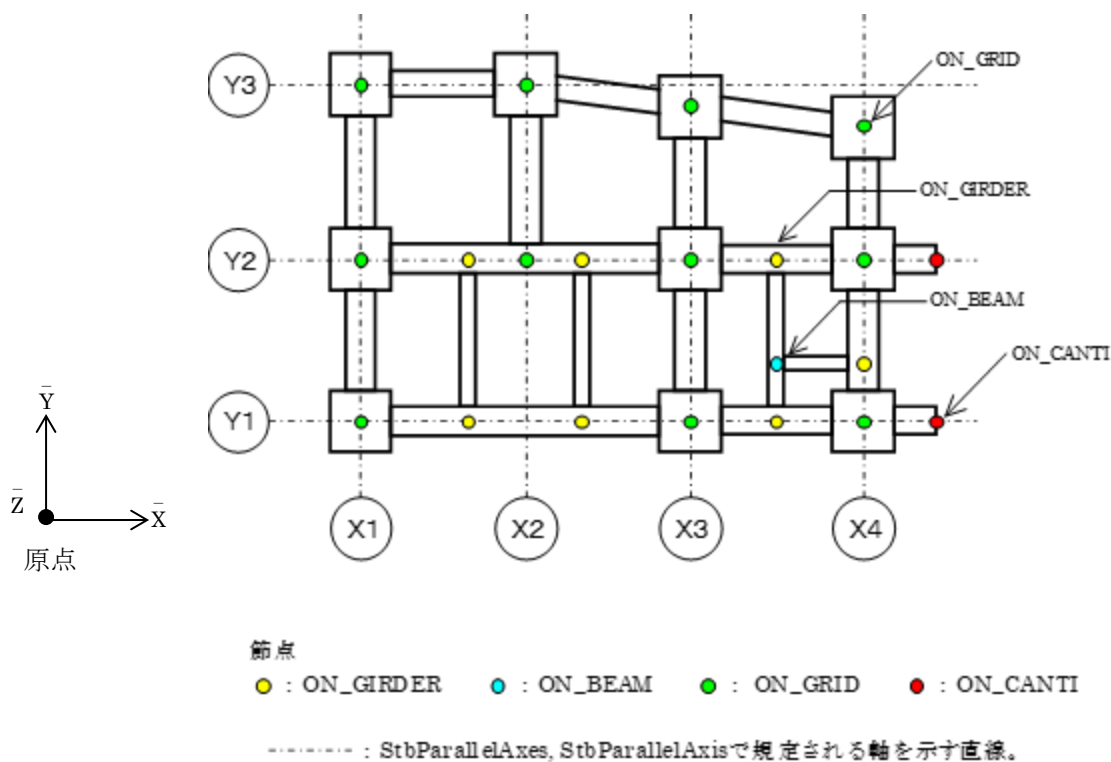 ON_GRID
Y3
ON_GIRDER
Y2
ON_BEAM
ON_CANTI
Y1
Y
Z
X
原点
X1
X2
X3
X4
節点
: ON_GIRDER
: ON_BEAM
: ON_GRID
: ON_CANTI
: StbParallelAxes, StbParallelAxisで規定される軸を示す直線。